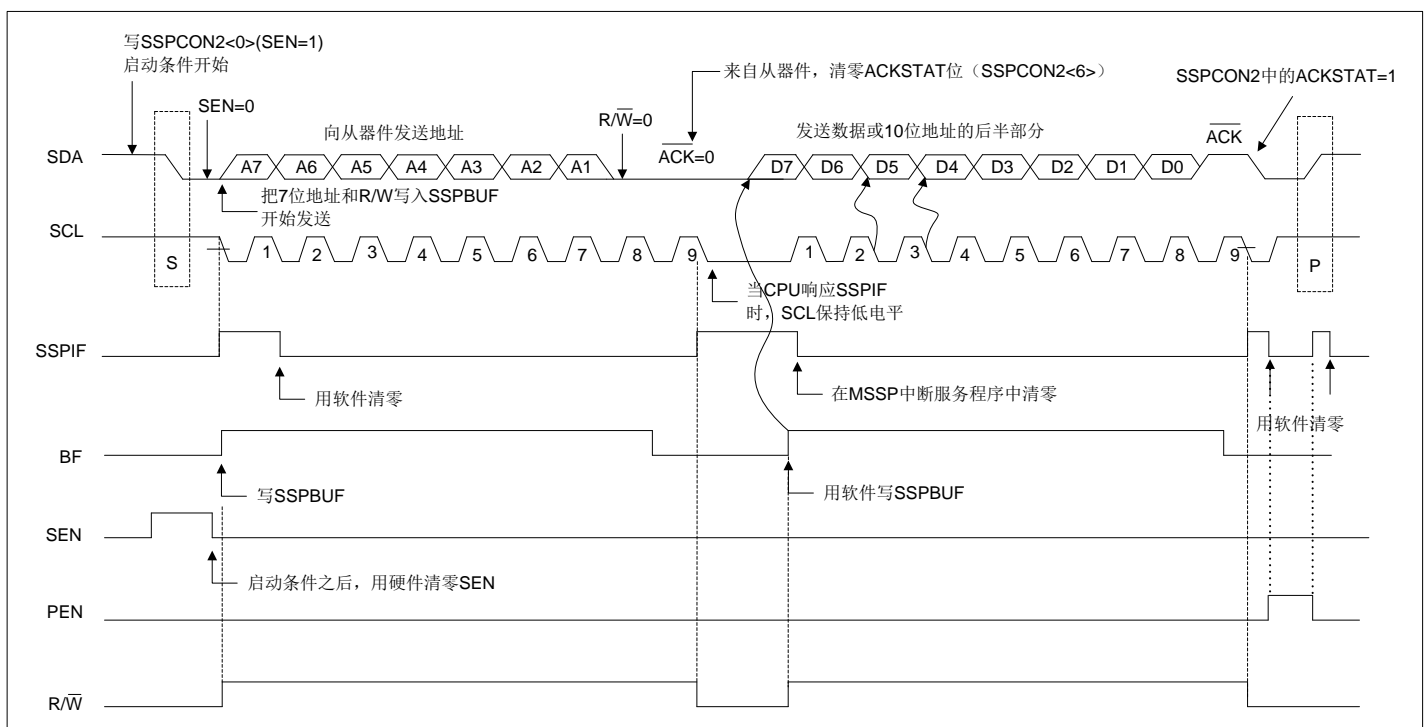 写SSPCON2<0>(SEN=1)
启动条件开始
SEN=0
向从器件发送地址
R/W̅=0
来自从器件，清零ACKSTAT位（SSPCON2<6>）
A̅C̅K̅=0
发送数据或10位地址的后半部分
SSPCON2中的ACKSTAT=1
A̅C̅K̅
SDA
A7 A6 A5 A4 A3 A2 A1
D7 D6 D5 D4 D3 D2 D1 D0
把7位地址和R/W写入SSPBUF
开始发送
SCL
S
1 2 3 4 5 6 7 8 9
1 2 3 4 5 6 7 8 9
P
当CPU响应SSPIF
时，SCL保持低电平
SSPIF
用软件清零
在MSSP中断服务程序中清零
用软件清零
BF
写SSPBUF
用软件写SSPBUF
SEN
启动条件之后，用硬件清零SEN
PEN
R/W̅